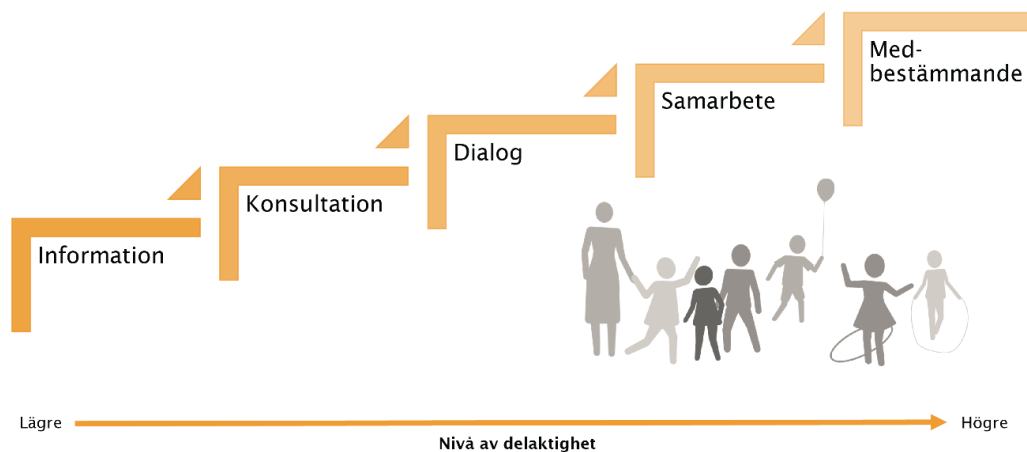 Information
Konsultation
Dialog
Samarbete
Med-
bestämmande
Lägre
Högre
Nivå av delaktighet